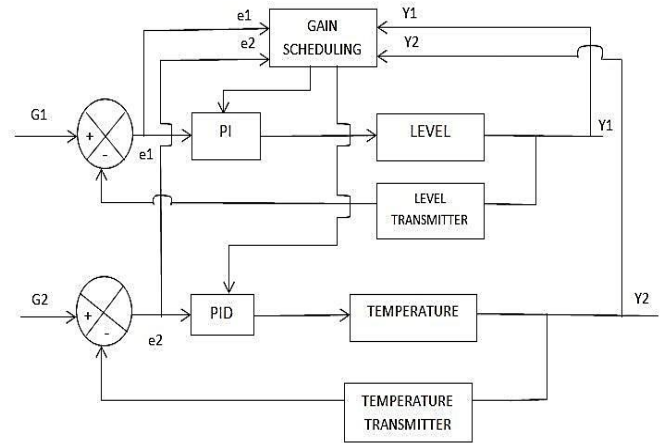 e1
GAIN
SCHEDULING
Y1
e2
Y2
G1
+
-
e1
PI
LEVEL
Y1
LEVEL
TRANSMITTER
G2
+
-
e2
PID
TEMPERATURE
Y2
TEMPERATURE
TRANSMITTER